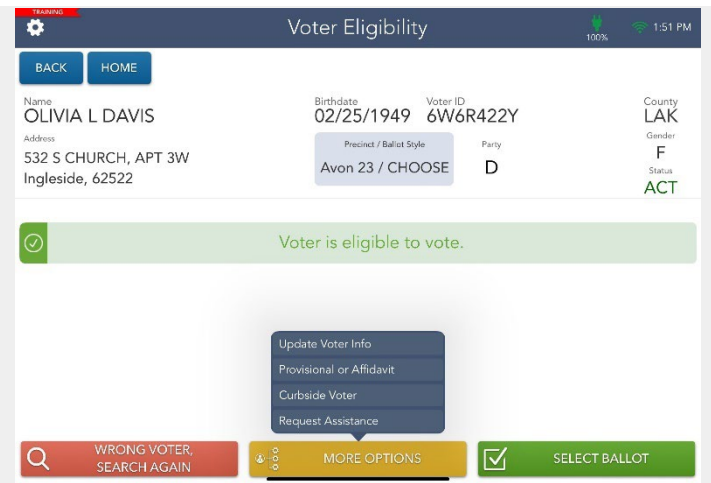 TRAINING
Voter Eligibility
100%
1:51 PM
BACK
HOME
Name
OLIVIA L DAVIS
Birthdate
02/25/1949
Voter ID
6W6R422Y
County
LAK
Address
532 S CHURCH, APT 3W
Ingleside, 62522
Precinct / Ballot Style
Avon 23 / CHOOSE
Party
D
Gender
F
Status
ACT
Voter is eligible to vote.
Update Voter Info
Provisional or Affidavit
Curbside Voter
Request Assistance
WRONG VOTER,
SEARCH AGAIN
MORE OPTIONS
SELECT BALLOT